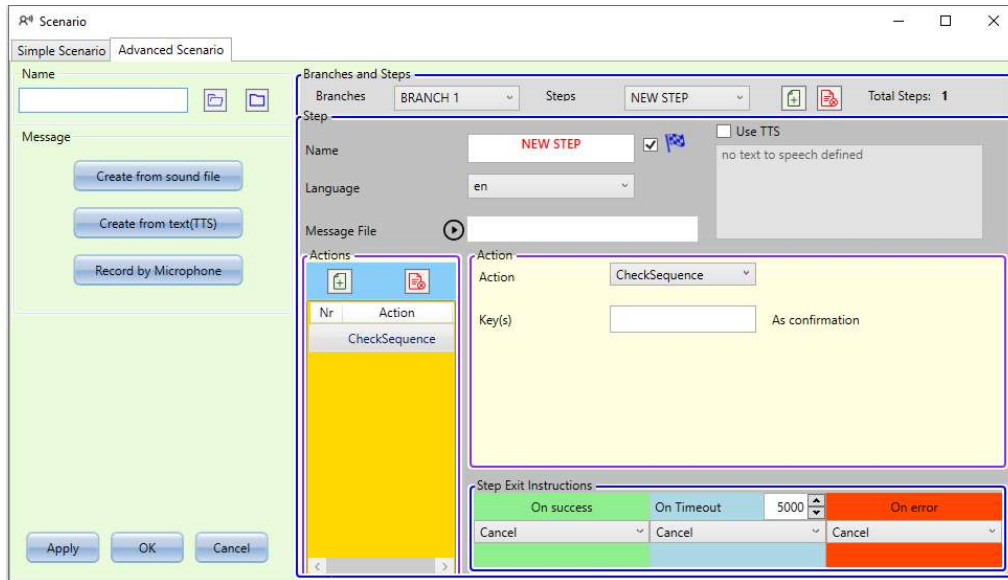 Scenario
Simple Scenario
Advanced Scenario
Name
Message
Create from sound file
Create from text(TTS)
Record by Microphone
Apply
OK
Cancel
Branches and Steps
Branches
BRANCH 1
Steps
NEW STEP
Total Steps: 1
Step
Name
NEW STEP
Use TTS
no text to speech defined
Language
en
Message File
Actions
Nr
Action
CheckSequence
Action
Action
CheckSequence
Key(s)
As confirmation
Step Exit Instructions
On success
On Timeout
5000
On error
Cancel
Cancel
Cancel